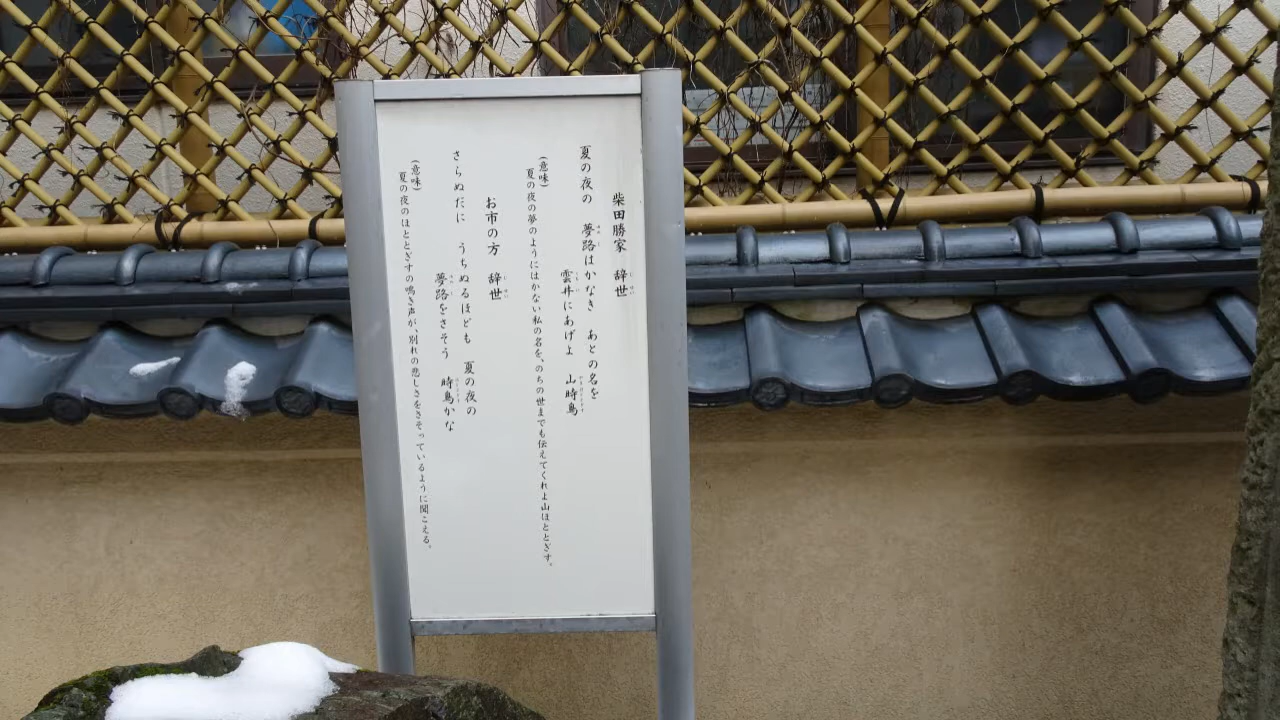 柴田勝家 辞世
夏の夜の 夢路はかなき あとの名を
雲井にあげよ 山時鳥
(意味)
夏の夜の夢のようにはかない私の名を、のちの世までも伝えてくれよ山ほととぎす。
お市の方 辞世
さらぬだに うちぬるほども 夏の夜の
夢路をさそう 時鳥かな
(意味)
夏の夜のほととぎすの鳴き声が、別れの悲しさをさそっているように聞こえる。